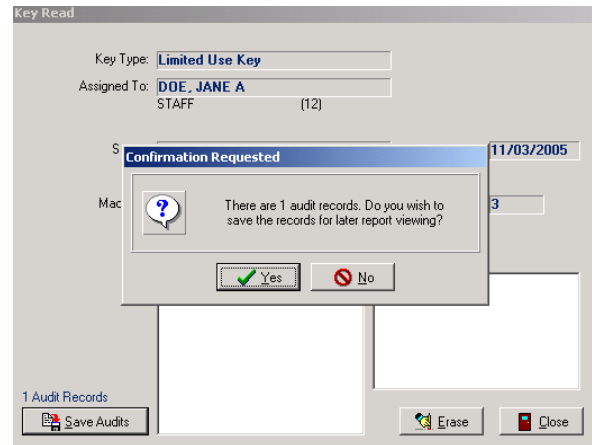 Key Read
Key Type: Limited Use Key
Assigned To: DOE, JANE A
STAFF (12)
S 11/03/2005
Confirmation Requested
There are 1 audit records. Do you wish to
save the records for later report viewing?
Mac 3
Yes No
1 Audit Records
Save Audits Erase Close